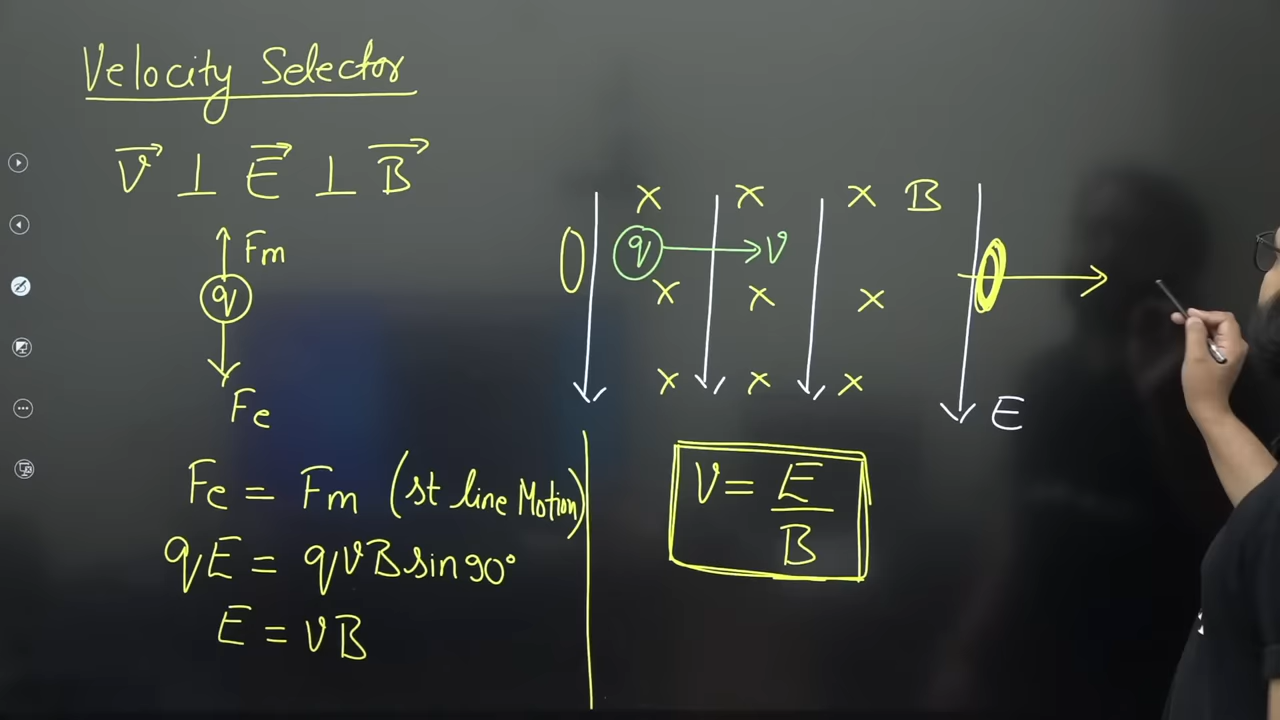 Velocity Selector
V ⊥ E ⊥ B
Fm
q
Fe
Fe = Fm (st line Motion)
qE = qVB sin 90°
E = VB
x x x B
q V
x x x
x x x
E
V = E/B